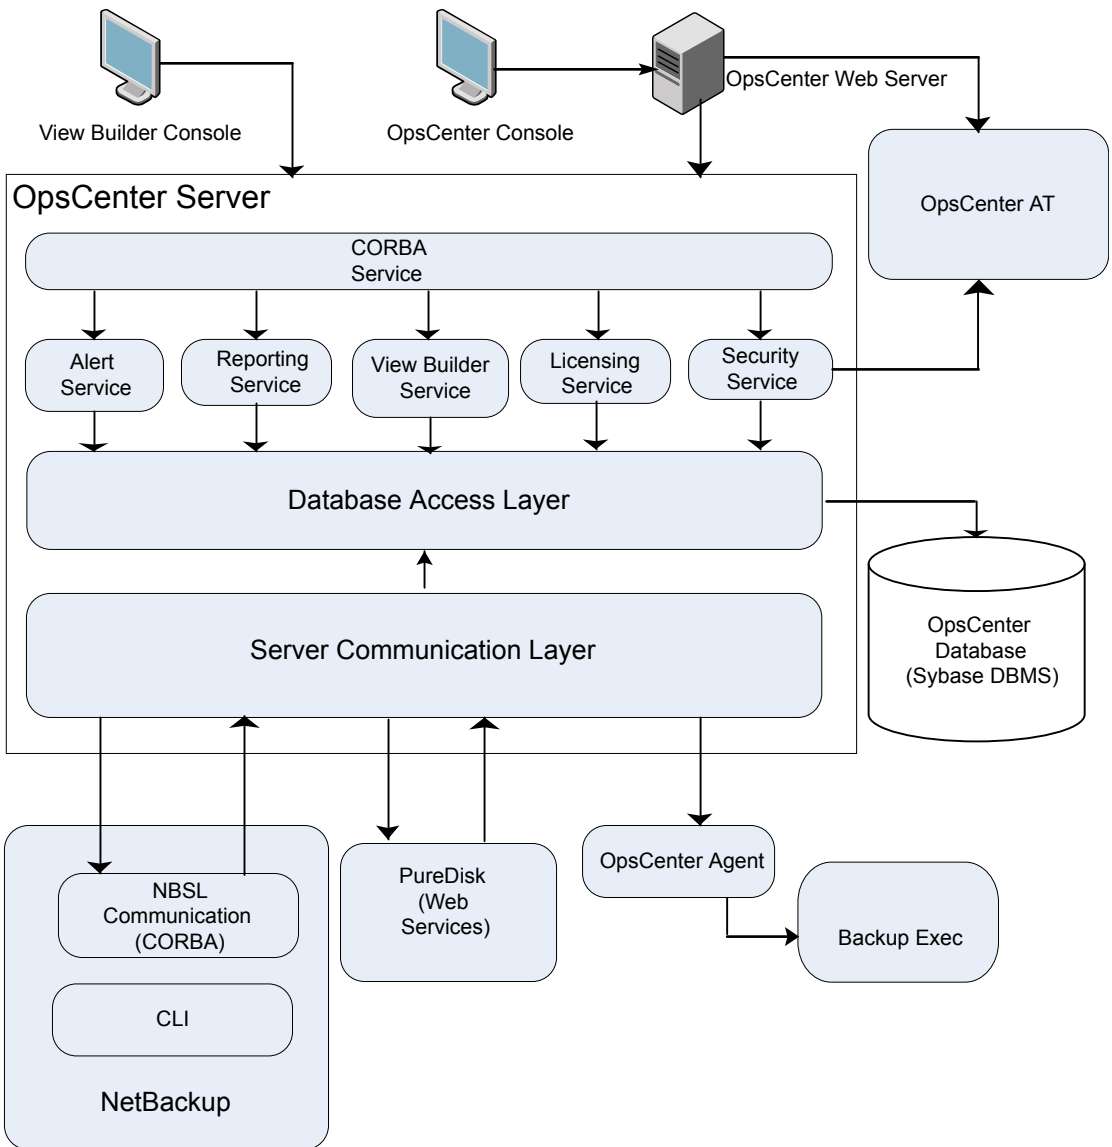 OpsCenter Web Server
View Builder Console
OpsCenter Console
OpsCenter Server
OpsCenter AT
CORBA
Service
Alert
Service
Reporting
Service
View Builder
Service
Licensing
Service
Security
Service
Database Access Layer
Server Communication Layer
OpsCenter
Database
(Sybase DBMS)
NBSL
Communication
(CORBA)
CLI
NetBackup
PureDisk
(Web
Services)
OpsCenter Agent
Backup Exec